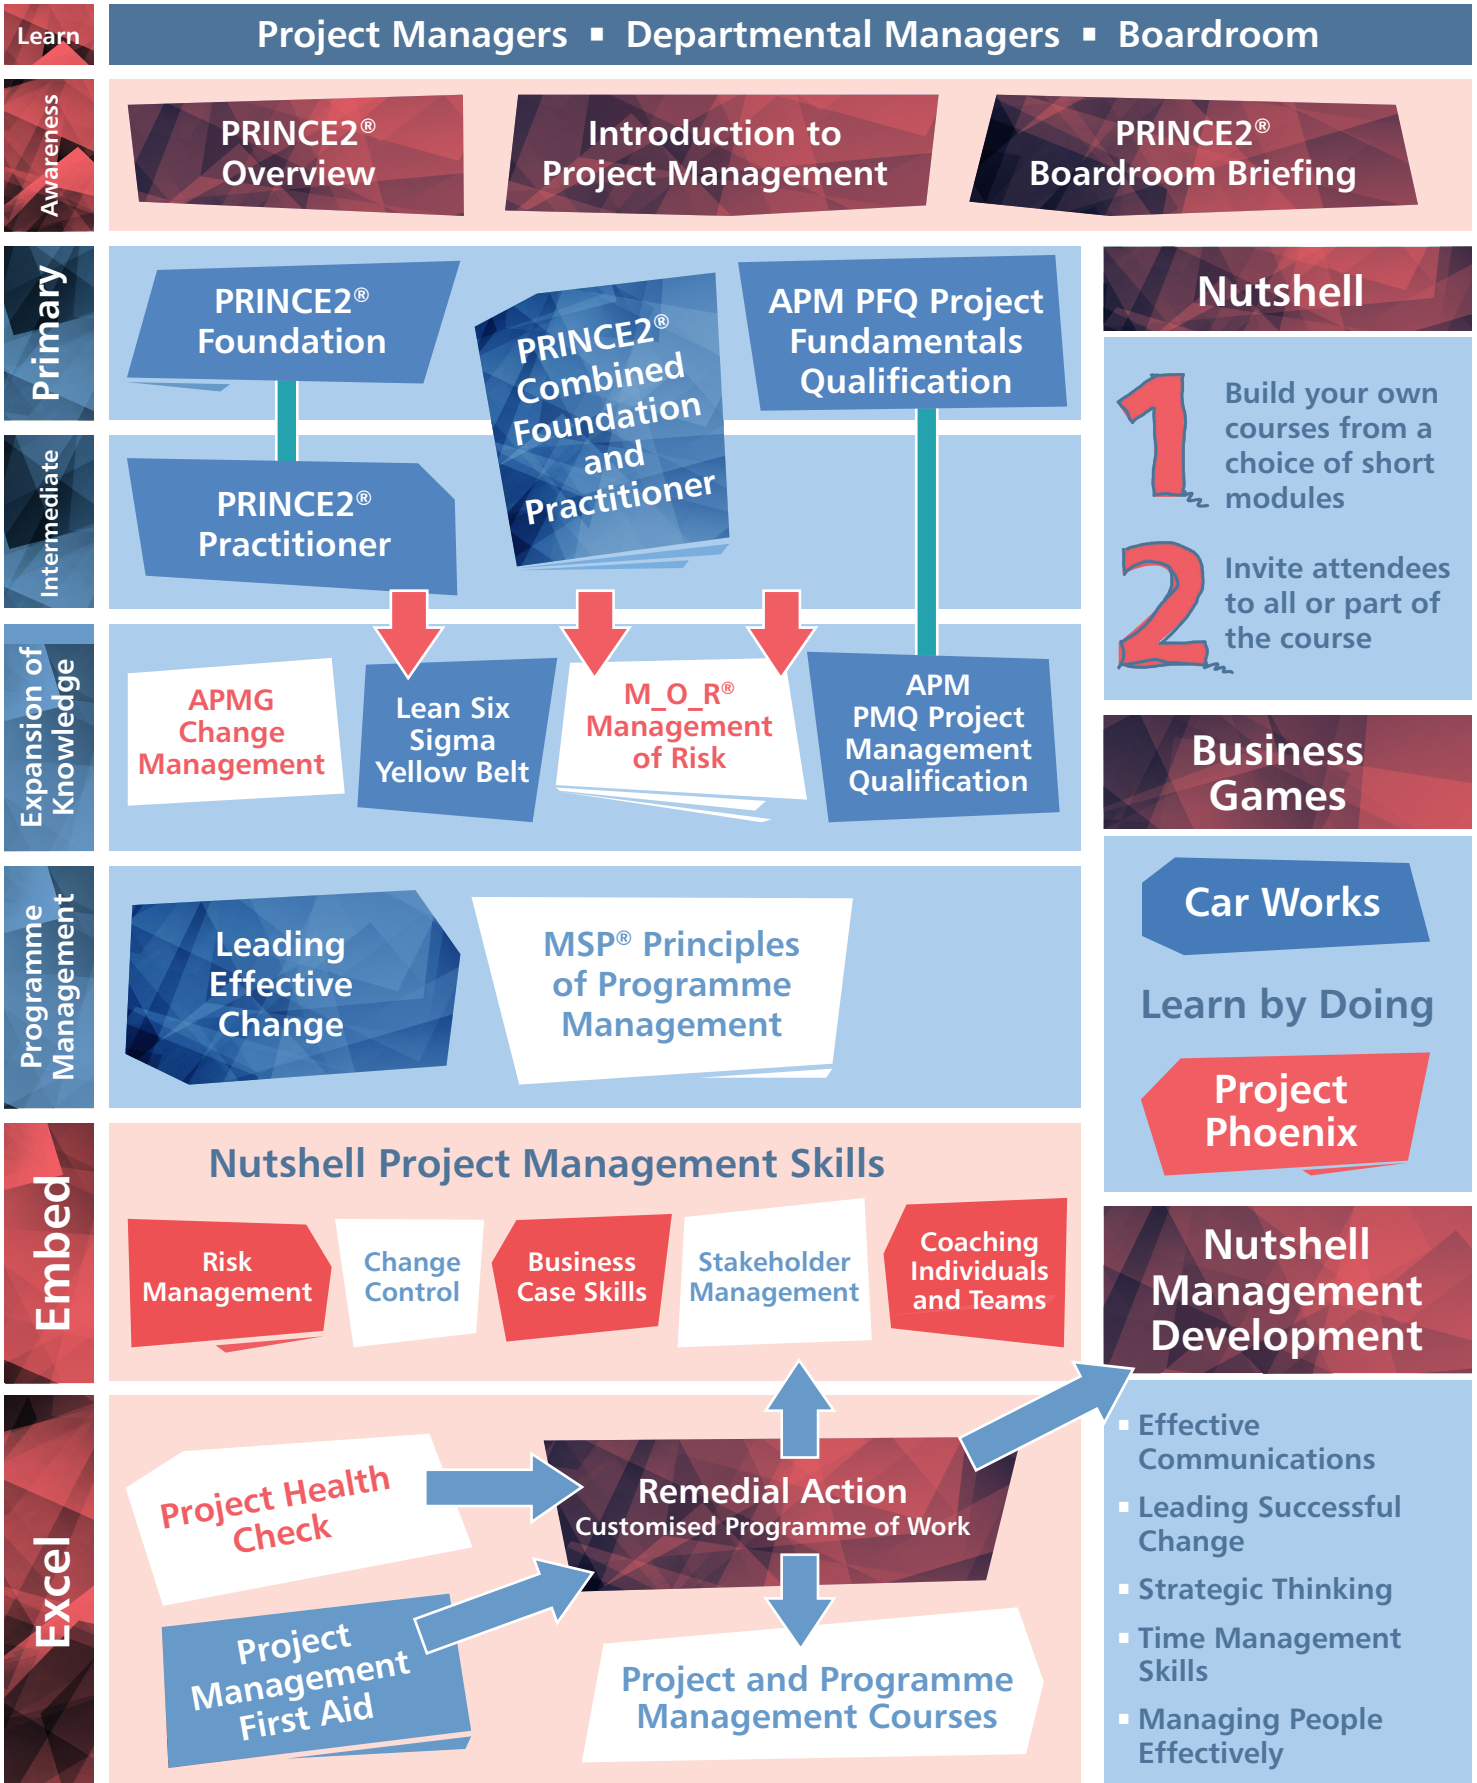 Learn
Project Managers ▪ Departmental Managers ▪ Boardroom
Awareness
PRINCE2®
Overview
Introduction to
Project Management
PRINCE2®
Boardroom Briefing
Primary
PRINCE2®
Foundation
PRINCE2®
Combined
Foundation
and
Practitioner
APM PFQ Project
Fundamentals
Qualification
Intermediate
PRINCE2®
Practitioner
Expansion of
Knowledge
APMG
Change
Management
Lean Six
Sigma
Yellow Belt
M_O_R®
Management
of Risk
APM
PMQ Project
Management
Qualification
Programme
Management
Leading
Effective
Change
MSP® Principles
of Programme
Management
Embed
Nutshell Project Management Skills
Risk
Management
Change
Control
Business
Case Skills
Stakeholder
Management
Coaching
Individuals
and Teams
Excel
Project Health
Check
Project
Management
First Aid
Remedial Action
Customised Programme of Work
Project and Programme
Management Courses
Nutshell
1
Build your own
courses from a
choice of short
modules
2
Invite attendees
to all or part of
the course
Business
Games
Car Works
Learn by Doing
Project
Phoenix
Nutshell
Management
Development
▪ Effective
Communications
▪ Leading Successful
Change
▪ Strategic Thinking
▪ Time Management
Skills
▪ Managing People
Effectively